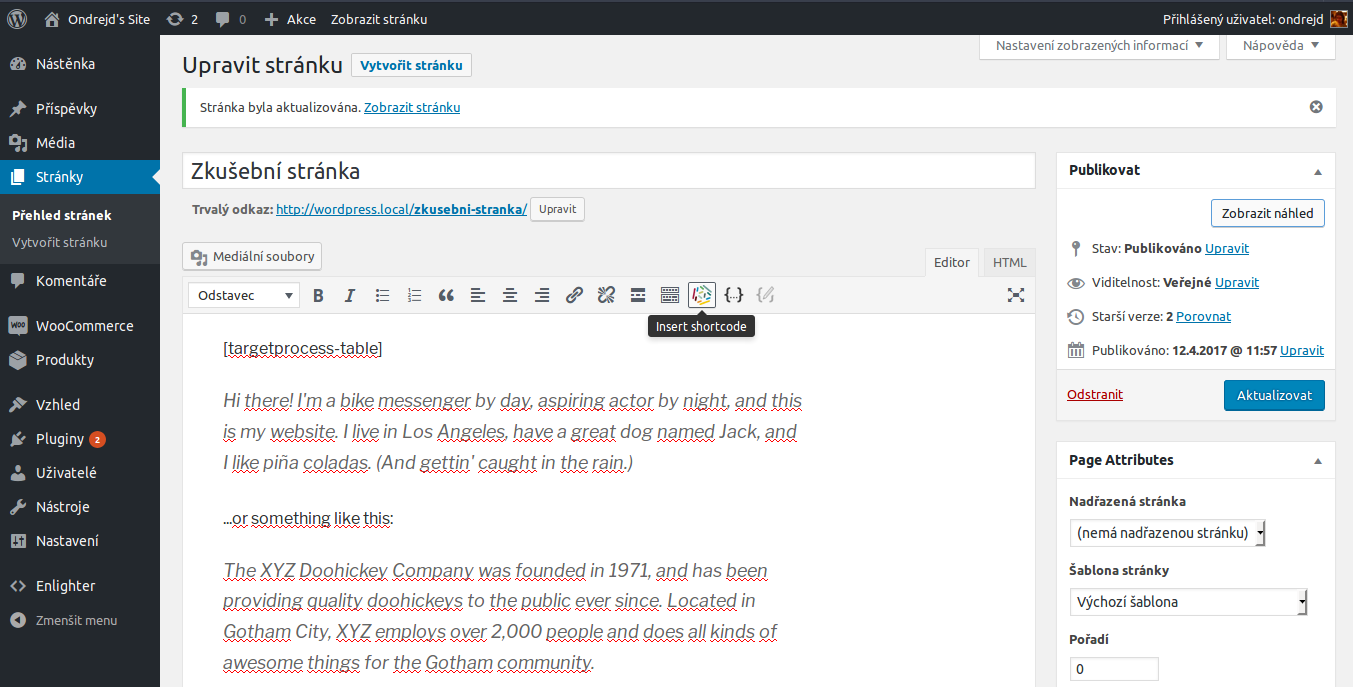 Ondrejd's Site 2 0 Akce Zobrazit stránku Přihlášený uživatel: ondrejd
Nástěnka
Příspěvky
Média
Stránky
Přehled stránek
Vytvořit stránku
Komentáře
WooCommerce
Produkty
Vzhled
Pluginy 2
Uživatelé
Nástroje
Nastavení
Enlighter
Zmenšit menu
Nastavení zobrazených informací Nápověda
Upravit stránku Vytvořit stránku
Stránka byla aktualizována. Zobrazit stránku
Zkušební stránka
Trvalý odkaz: http://wordpress.local/zkusebni-stranka/ Upravit
Mediální soubory
Editor HTML
Odstavec
Insert shortcode
[targetprocess-table]
Hi there! I'm a bike messenger by day, aspiring actor by night, and this
is my website. I live in Los Angeles, have a great dog named Jack, and
I like piña coladas. (And gettin' caught in the rain.)
...or something like this:
The XYZ Doohickey Company was founded in 1971, and has been
providing quality doohickeys to the public ever since. Located in
Gotham City, XYZ employs over 2,000 people and does all kinds of
awesome things for the Gotham community.
Publikovat
Zobrazit náhled
Stav: Publikováno Upravit
Viditelnost: Veřejné Upravit
Starší verze: 2 Porovnat
Publikováno: 12.4.2017 @ 11:57 Upravit
Odstranit Aktualizovat
Page Attributes
Nadřazená stránka
(nemá nadřazenou stránku)
Šablona stránky
Výchozí šablona
Pořadí
0